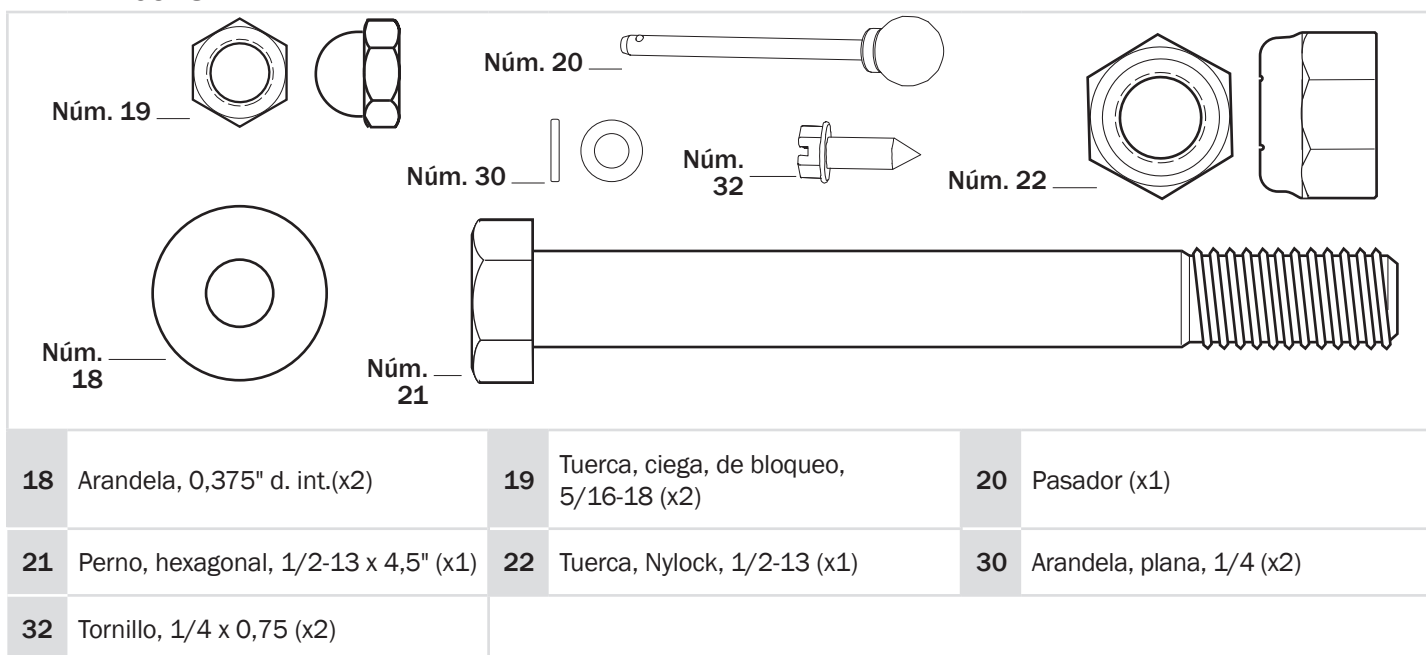 Núm. 19
Núm. 20
Núm. 30
Núm.
32
Núm. 22
Núm.
18
Núm.
21
18 Arandela, 0,375" d. int.(x2)
19 Tuerca, ciega, de bloqueo,
5/16-18 (x2)
20 Pasador (x1)
21 Perno, hexagonal, 1/2-13 x 4,5" (x1)
22 Tuerca, Nylock, 1/2-13 (x1)
30 Arandela, plana, 1/4 (x2)
32 Tornillo, 1/4 x 0,75 (x2)